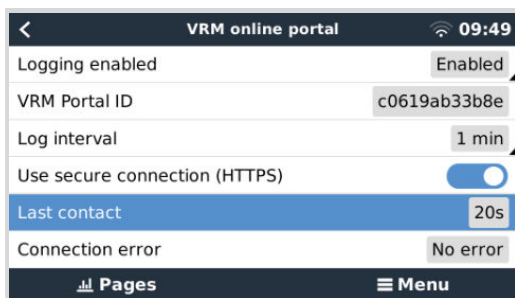 VRM online portal 09:49
Logging enabled Enabled
VRM Portal ID c0619ab33b8e
Log interval 1 min
Use secure connection (HTTPS)
Last contact 20s
Connection error No error
Pages Menu